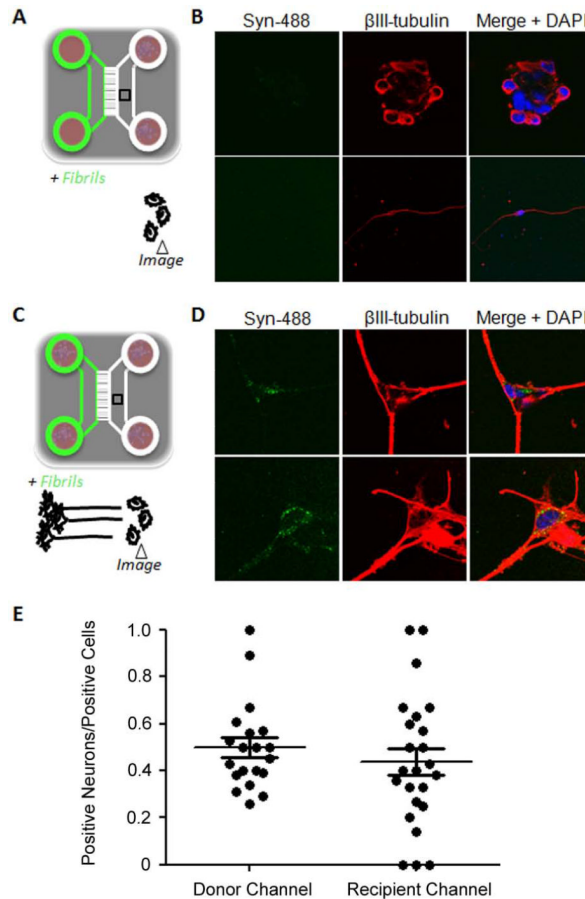 A
+ Fibrils
Image
B
Syn-488 βIII-tubulin Merge + DAPI
C
+ Fibrils
Image
D
Syn-488 βIII-tubulin Merge + DAPI
E
Positive Neurons/Positive Cells
1.0
0.8
0.6
0.4
0.2
0
Donor Channel Recipient Channel